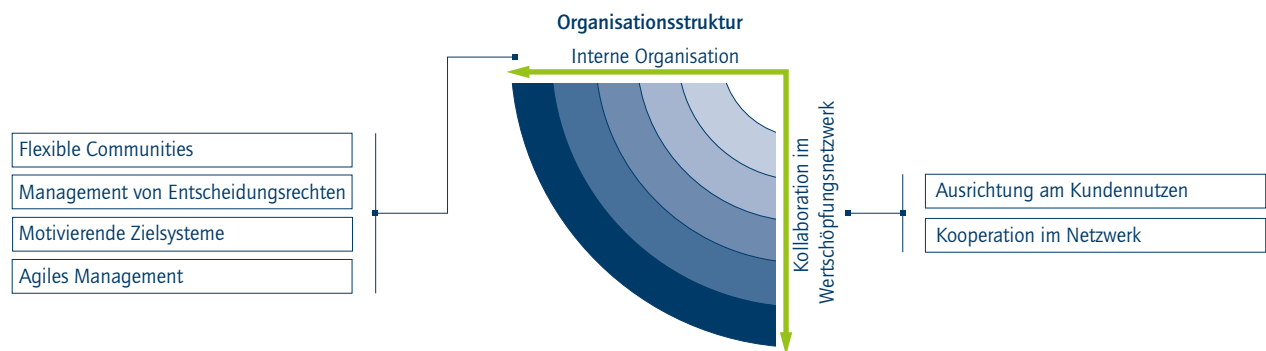 Organisationsstruktur
Interne Organisation
Flexible Communities
Management von Entscheidungsrechten
Motivierende Zielsysteme
Agiles Management
Kollaboration im
Wertschöpfungsnetzwerk
Ausrichtung am Kundennutzen
Kooperation im Netzwerk